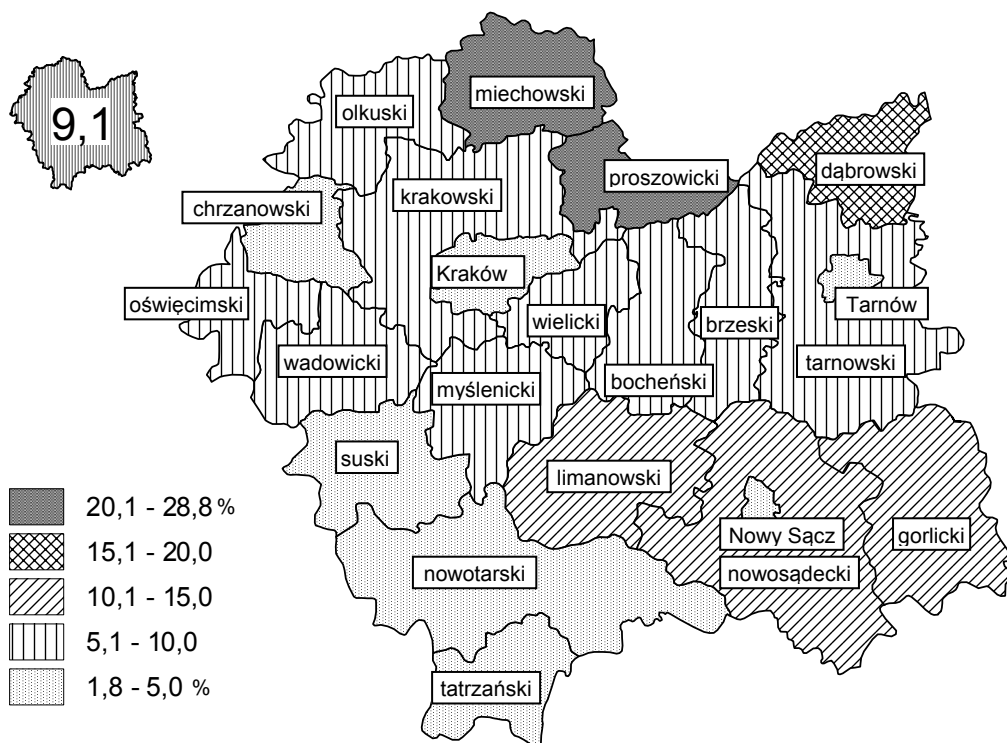 9,1
miechowski
olkuski
dąbrowski
proszowicki
krakowski
chrzanowski
Kraków
oświęcimski
Tarnów
wielicki
brzeski
wadowicki
tarnowski
myślenicki
bocheński
suski
limanowski
Nowy Sącz
gorlicki
nowotarski
nowosądecki
tatrzański
20,1 - 28,8 %
15,1 - 20,0
10,1 - 15,0
5,1 - 10,0
1,8 - 5,0 %